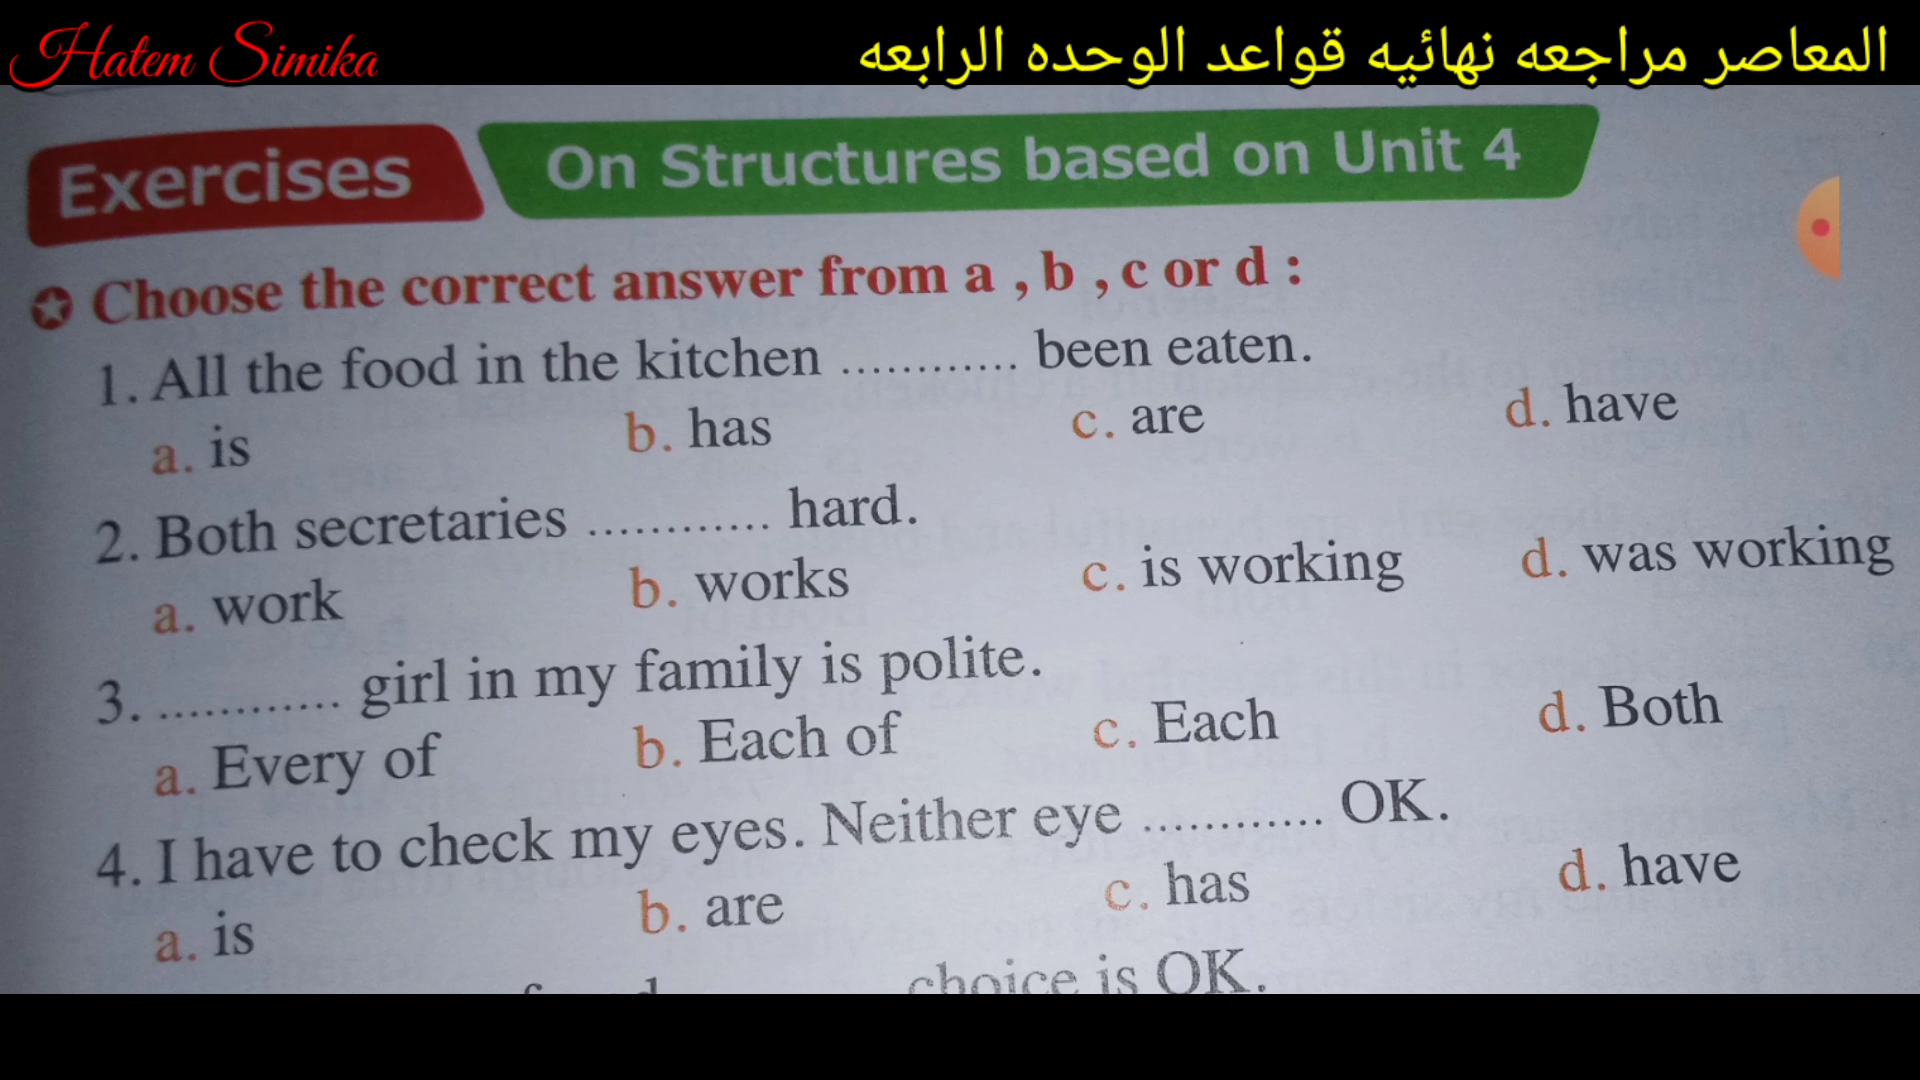 Hatem Simika
المعاصر مراجعه نهائيه قواعد الوحده الرابعه
Exercises On Structures based on Unit 4
Choose the correct answer from a , b , c or d :
1. All the food in the kitchen ............ been eaten.
a. is b. has c. are d. have
2. Both secretaries ............ hard.
a. work b. works c. is working d. was working
3. ............ girl in my family is polite.
a. Every of b. Each of c. Each d. Both
4. I have to check my eyes. Neither eye ............ OK.
a. is b. are c. has d. have
choice is OK.